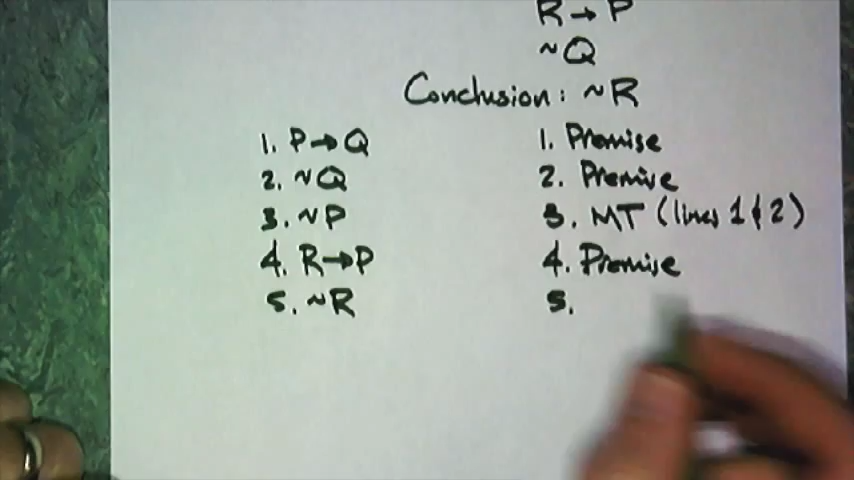 R → P
~Q
Conclusion: ~R
1. P → Q 1. Premise
2. ~Q 2. Premise
3. ~P 3. MT (lines 1 & 2)
4. R → P 4. Premise
5. ~R 5.